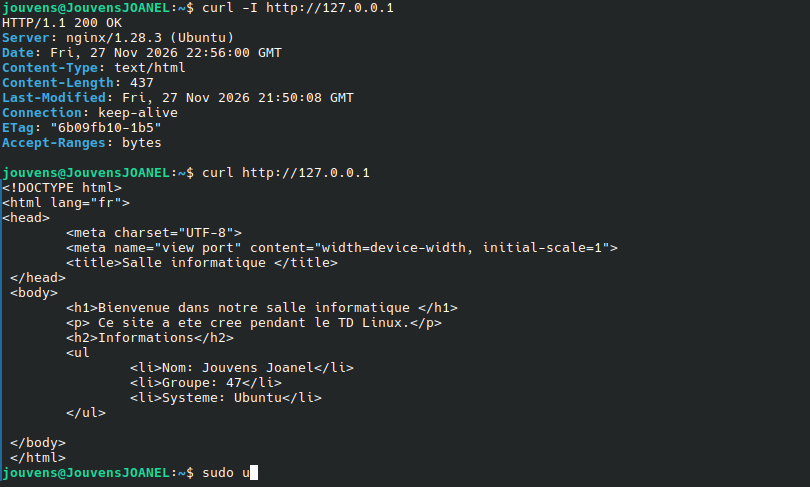 jouvens@JouvensJOANEL:~$ curl -I http://127.0.0.1
HTTP/1.1 200 OK
Server: nginx/1.28.3 (Ubuntu)
Date: Fri, 27 Nov 2026 22:56:00 GMT
Content-Type: text/html
Content-Length: 437
Last-Modified: Fri, 27 Nov 2026 21:50:08 GMT
Connection: keep-alive
ETag: "6b09fb10-1b5"
Accept-Ranges: bytes

jouvens@JouvensJOANEL:~$ curl http://127.0.0.1
<!DOCTYPE html>
<html lang="fr">
<head>
        <meta charset="UTF-8">
        <meta name="view port" content="width=device-width, initial-scale=1">
        <title>Salle informatique </title>
 </head>
 <body>
        <h1>Bienvenue dans notre salle informatique </h1>
        <p> Ce site a ete cree pendant le TD Linux.</p>
        <h2>Informations</h2>
        <ul
                <li>Nom: Jouvens Joanel</li>
                <li>Groupe: 47</li>
                <li>Systeme: Ubuntu</li>
        </ul>

 </body>
 </html>
jouvens@JouvensJOANEL:~$ sudo u